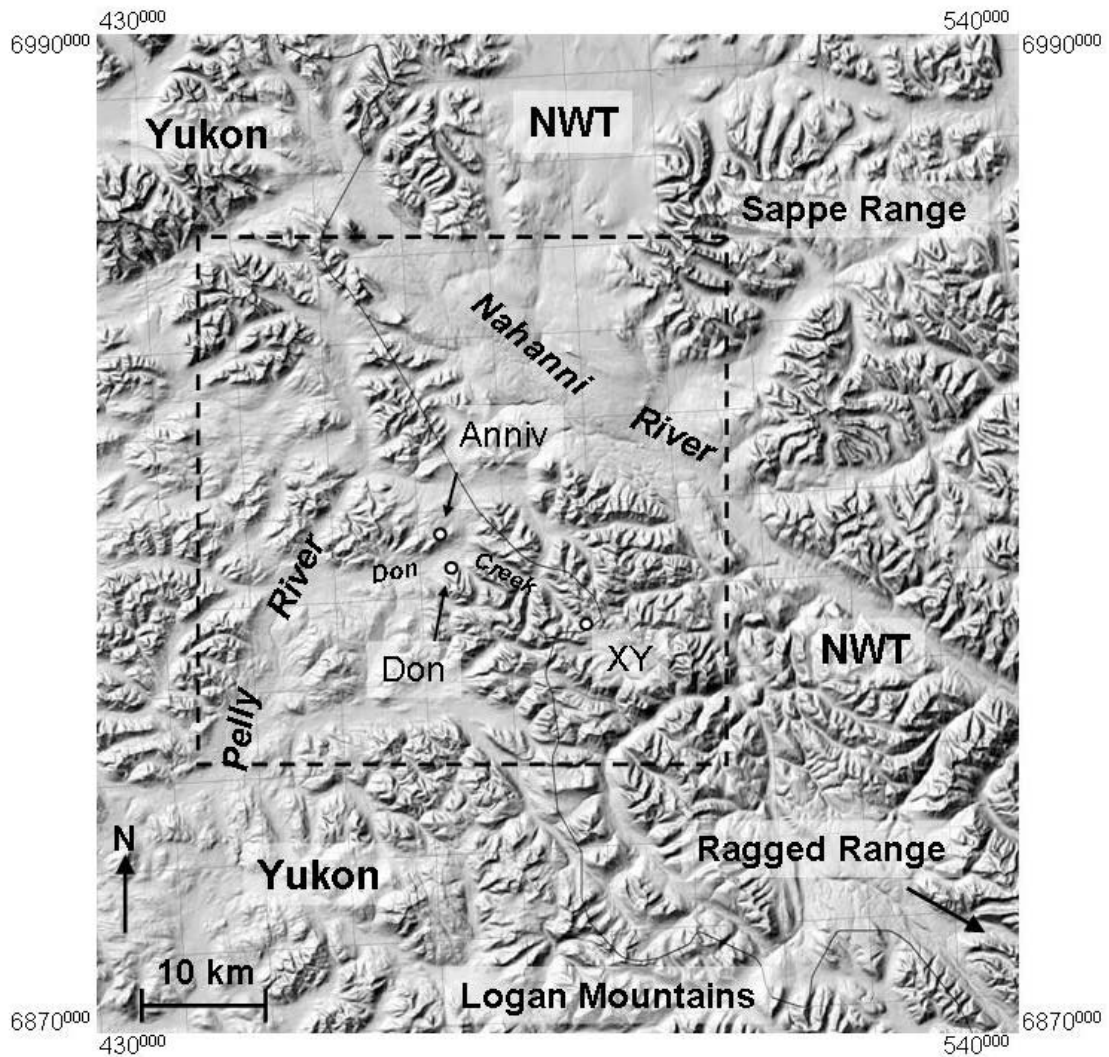 430000 540000
6990000 6990000
Yukon
NWT
Sappe Range
Nahanni
River
Anniv
River
Don Creek
Don
XY
NWT
Pelly
N
Yukon
Ragged Range
10 km
Logan Mountains
6870000 6870000
430000 540000